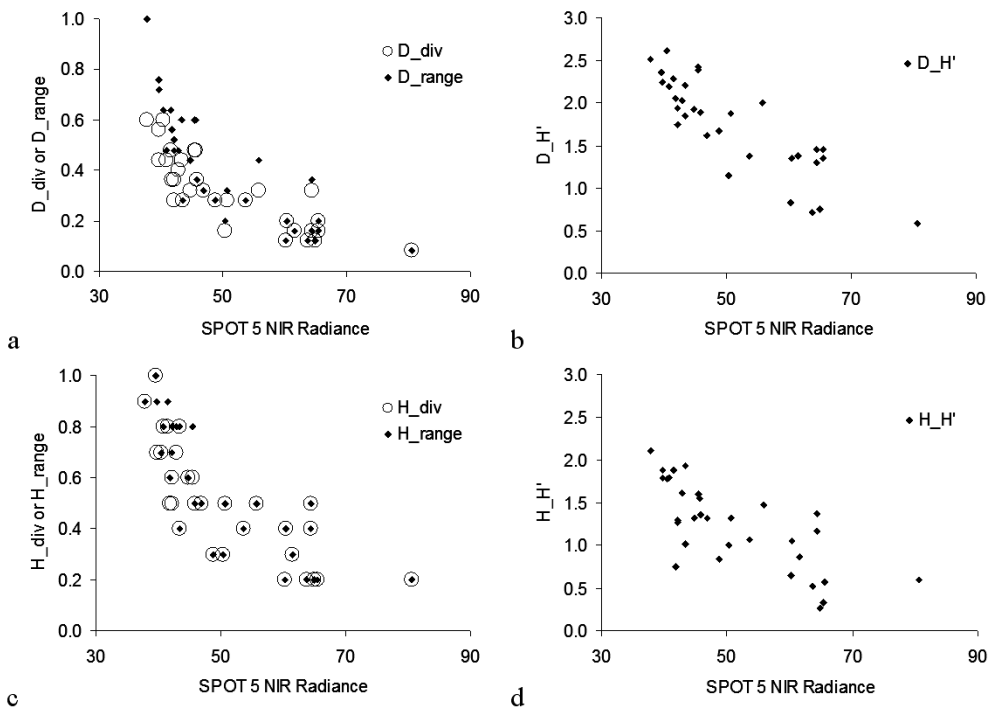 1.0
0.8
0.6
0.4
0.2
0.0
D_div or D_range
D_div
D_range
30 50 70 90
SPOT 5 NIR Radiance
a
3.0
2.5
2.0
1.5
1.0
0.5
0.0
D_H'
D_H'
30 50 70 90
SPOT 5 NIR Radiance
b
1.0
0.8
0.6
0.4
0.2
0.0
H_div or H_range
H_div
H_range
30 50 70 90
SPOT 5 NIR Radiance
c
3.0
2.5
2.0
1.5
1.0
0.5
0.0
H_H'
H_H'
30 50 70 90
SPOT 5 NIR Radiance
d